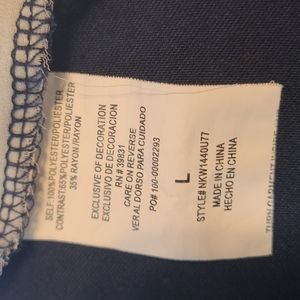 SELF: 100% POLYESTER/POLIESTER
CONTRAST: 65% POLYESTER/POLIESTER
35% RAYON /RAYON
EXCLUSIVE OF DECORATION
EXCLUSIVO DE DECORACION
RN # 39831
CARE ON REVERSE
VER AL DORSO PARA CUIDADO
PO# 100-00002293
L
STYLE# NKW1440U77
MADE IN CHINA
HECHO EN CHINA